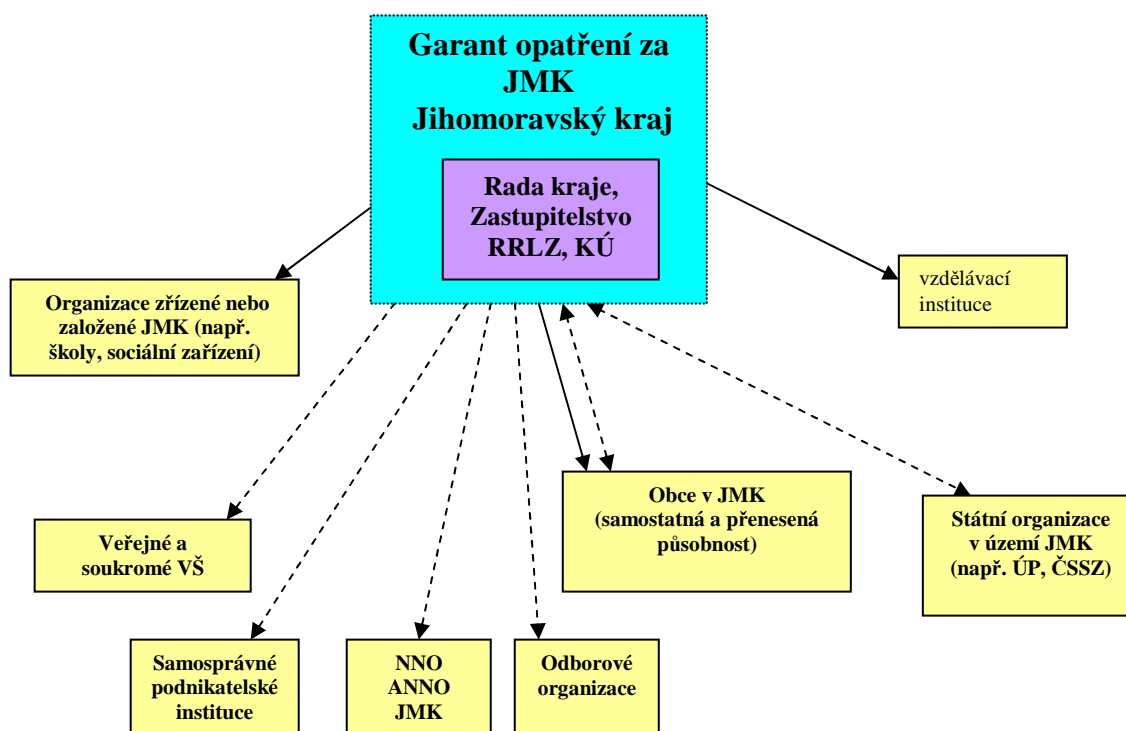 Garant opatření za
JMK
Jihomoravský kraj
Rada kraje,
Zastupitelstvo
RRLZ, KÚ
Organizace zřízené nebo
založené JMK (např.
školy, sociální zařízení)
vzdělávací
instituce
Veřejné a
soukromé VŠ
Obce v JMK
(samostatná a přenesená
působnost)
Státní organizace
v území JMK
(např. ÚP, ČSSZ)
Samosprávné
podnikatelské
instituce
NNO
ANNO
JMK
Odborové
organizace